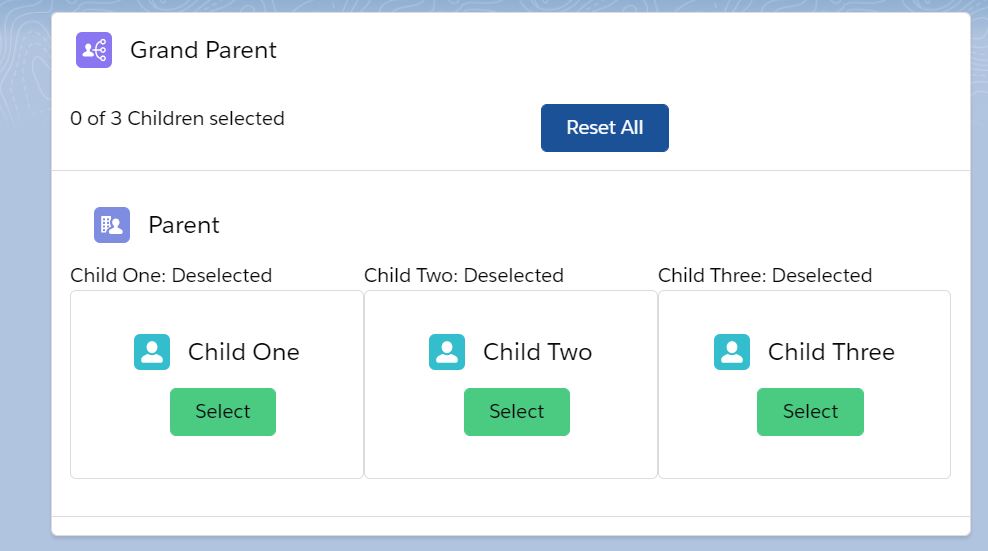 Grand Parent
0 of 3 Children selected
Reset All
Parent
Child One: Deselected
Child Two: Deselected
Child Three: Deselected
Child One
Child Two
Child Three
Select
Select
Select